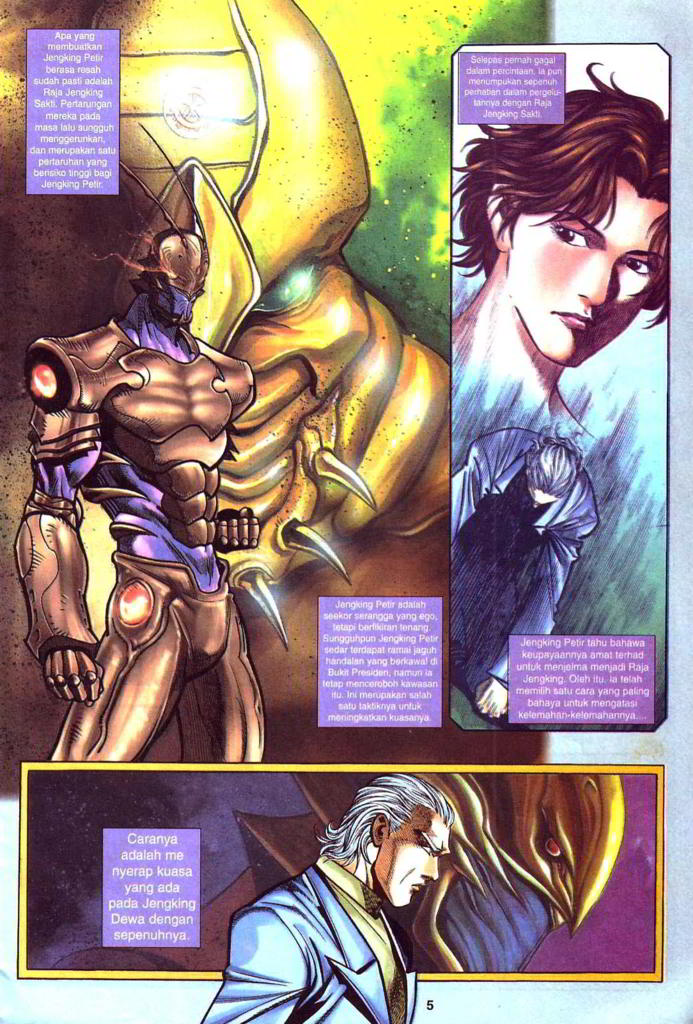 Apa yang
membuatkan
Jengking Petir
berasa resah
sudah pasti adalah
Raja Jengking
Sakti. Pertarungan
mereka pada
masa lalu sungguh
menggerunkan,
dan merupakan satu
pertaruhan yang
berisiko tinggi bagi
Jengking Petir.
Selepas pernah gagal
dalam percintaan, ia pun
menumpukan sepenuh
perhatian dalam pergelu-
tannya dengan Raja
Jengking Sakti.
Jengking Petir adalah
seekor serangga yang ego,
tetapi berfikiran tenang.
Sungguhpun Jengking Petir
sedar terdapat ramai jaguh
handalan yang berkawal di
Bukit Presiden, namun ia
tetap menceroboh kawasan
itu. Ini merupakan salah
satu taktiknya untuk
meningkatkan kuasanya.
Jengking Petir tahu bahawa
keupayaannya amat terhad
untuk menjelma menjadi Raja
Jengking. Oleh itu, ia telah
memilih satu cara yang paling
bahaya untuk mengatasi
kelemahan-kelemahannya....
Caranya
adalah me
nyerap kuasa
yang ada
pada Jengking
Dewa dengan
sepenuhnya.
5